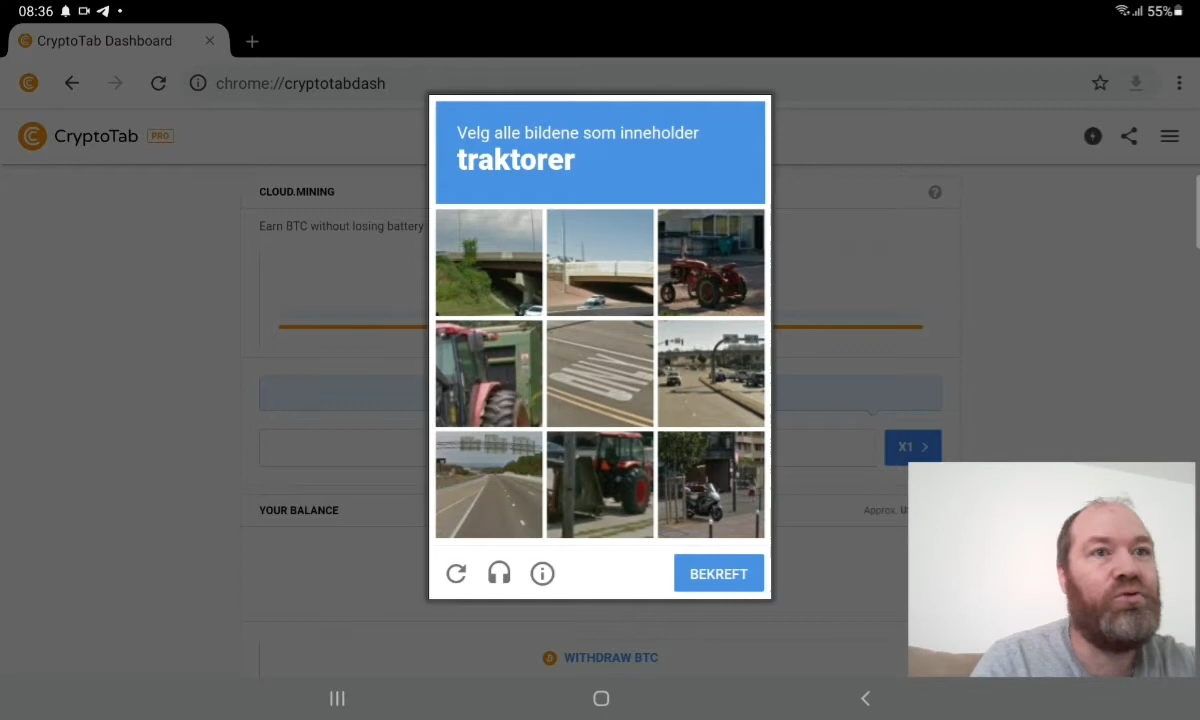 08:36
55%
CryptoTab Dashboard
chrome://cryptotabdash
CryptoTab PRO
Velg alle bildene som inneholder
traktorer
CLOUD.MINING
Earn BTC without losing battery
ONLY
X1
YOUR BALANCE
Approx.
BEKREFT
WITHDRAW BTC